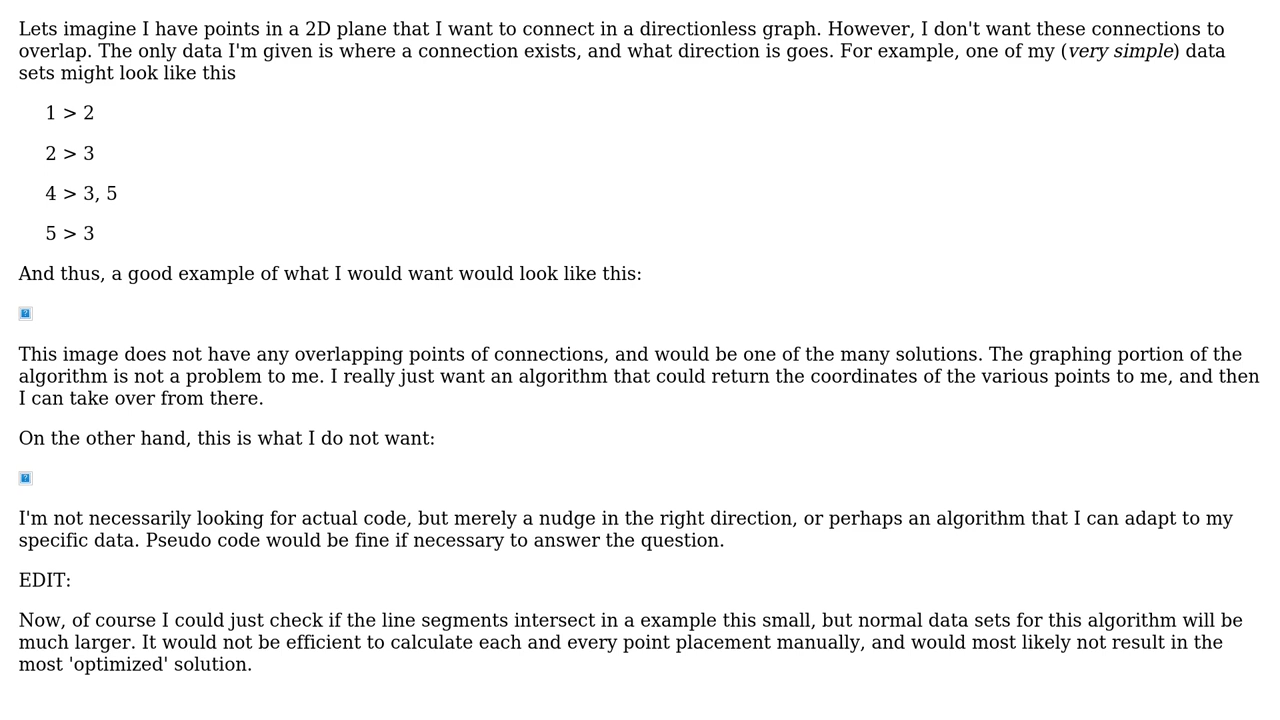 Lets imagine I have points in a 2D plane that I want to connect in a directionless graph. However, I don't want these connections to
overlap. The only data I'm given is where a connection exists, and what direction is goes. For example, one of my (very simple) data
sets might look like this
1 > 2
2 > 3
4 > 3, 5
5 > 3
And thus, a good example of what I would want would look like this:
This image does not have any overlapping points of connections, and would be one of the many solutions. The graphing portion of the
algorithm is not a problem to me. I really just want an algorithm that could return the coordinates of the various points to me, and then
I can take over from there.
On the other hand, this is what I do not want:
I'm not necessarily looking for actual code, but merely a nudge in the right direction, or perhaps an algorithm that I can adapt to my
specific data. Pseudo code would be fine if necessary to answer the question.
EDIT:
Now, of course I could just check if the line segments intersect in a example this small, but normal data sets for this algorithm will be
much larger. It would not be efficient to calculate each and every point placement manually, and would most likely not result in the
most 'optimized' solution.